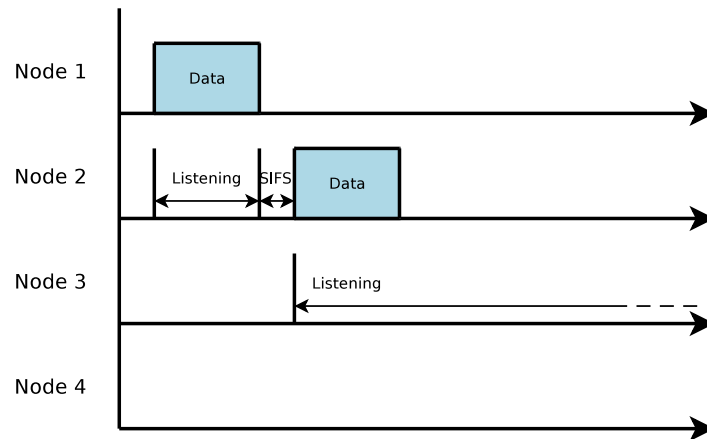 Node 1
Data
Node 2
Listening
SIFS
Data
Node 3
Listening
Node 4